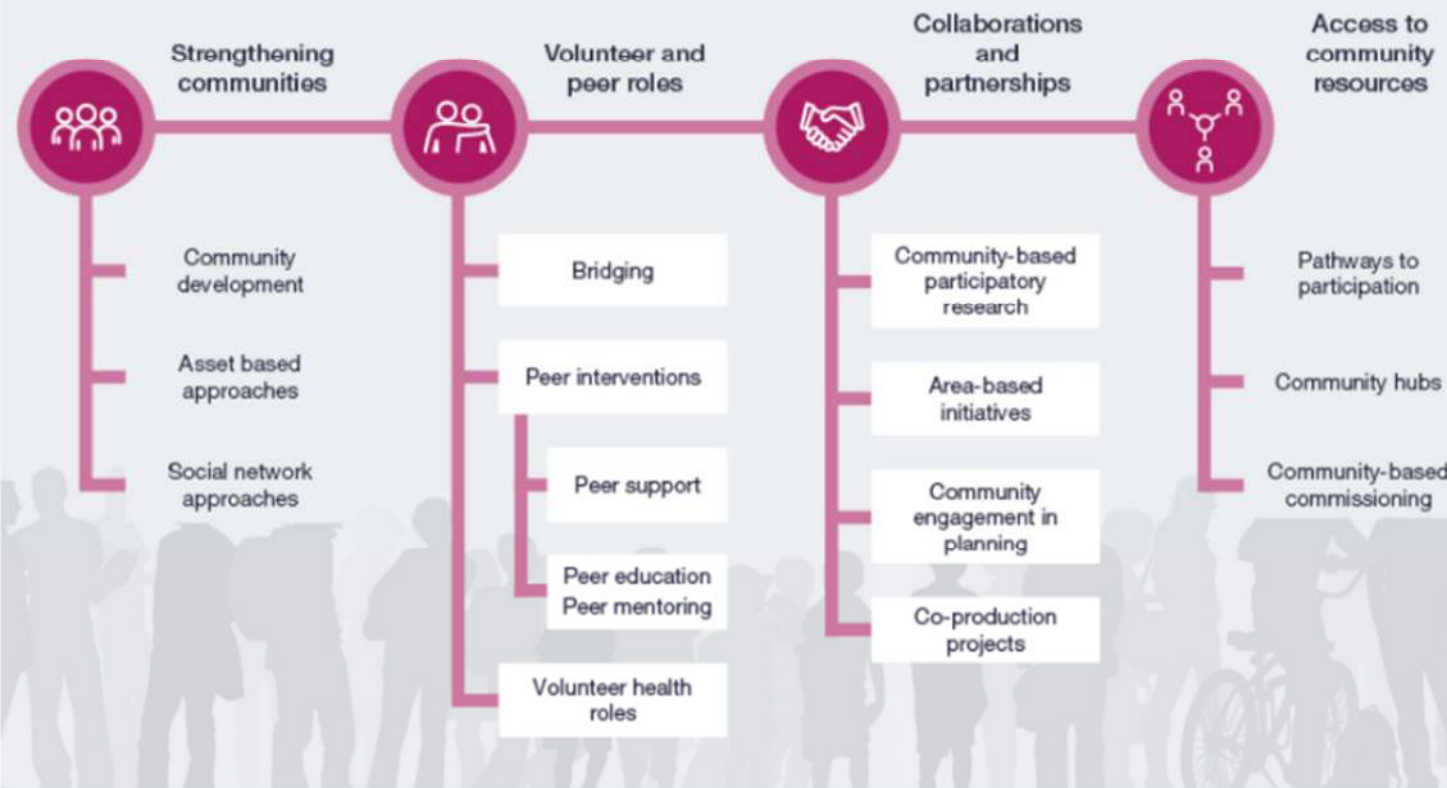 Strengthening
communities
Volunteer and
peer roles
Collaborations
and
partnerships
Access to
community
resources
Community
development
Asset based
approaches
Social network
approaches
Bridging
Peer interventions
Peer support
Peer education
Peer mentoring
Volunteer health
roles
Community-based
participatory
research
Area-based
initiatives
Community
engagement in
planning
Co-production
projects
Pathways to
participation
Community hubs
Community-based
commissioning